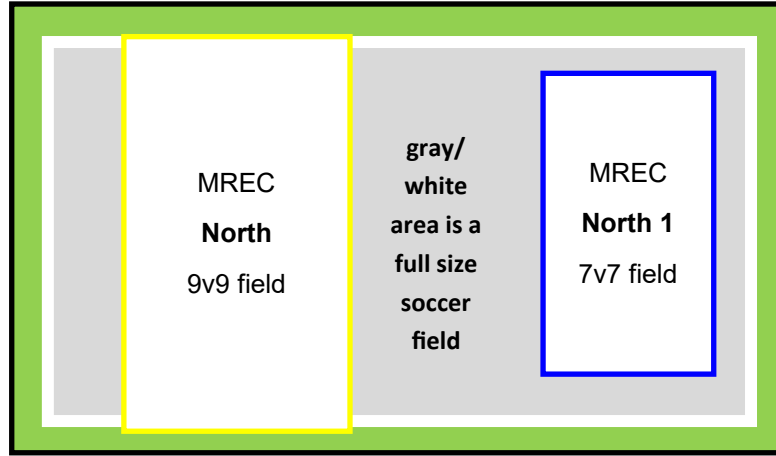 MREC
North
9v9 field
gray/
white
area is a
full size
soccer
field
MREC
North 1
7v7 field